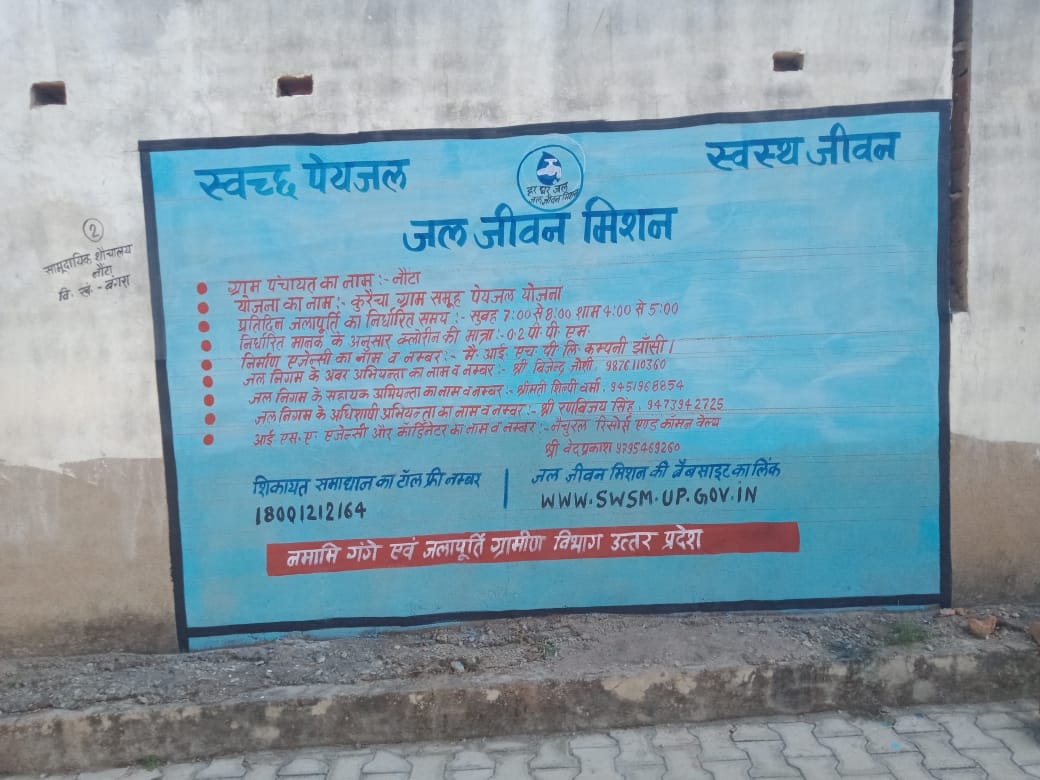 स्वच्छ पेयजल
स्वस्थ जीवन
हर घर जल
जल जीवन मिशन
जल जीवन मिशन
ग्राम पंचायत का नाम :- नौंटा
योजना का नाम :- कुरैचा ग्राम समूह पेयजल योजना
प्रतिदिन जलापूर्ति का निर्धारित समय :- सुबह 7:00 से 8:00 शाम 4:00 से 5:00
निर्धारित मानक के अनुसार क्लोरीन की मात्रा :- 0.2 पी पी एम.
निर्माण एजेन्सी का नाम व नम्बर :- मै. आई एच पी लि कम्पनी झाँसी।
जल निगम के अवर अभियन्ता का नाम व नम्बर :- श्री बिजेन्द्र जोशी, 9876110360
जल निगम के सहायक अभियन्ता का नाम व नम्बर :- श्रीमती शिल्पी वर्मा, 9451968854
जल निगम के अधिशाषी अभियन्ता का नाम व नम्बर :- श्री रणविजय सिंह, 9473942725
आई एस.ए. एजेन्सी और कॉर्डिनेटर का नाम व नम्बर :- नैचुरल रिसोर्स एण्ड कॉमन वेल्थ
श्री वेदप्रकाश 9795469260
शिकायत समाधान का टॉल फ्री नम्बर
18001212164
जल जीवन मिशन की वैबसाइट का लिंक
WWW.SWSM.UP.GOV.IN
नमामि गंगे एवं जलापूर्ति ग्रामीण विभाग उत्तर प्रदेश
2
सामुदायिक शौचालय
नौंटा
वि. खं.- बंगरा